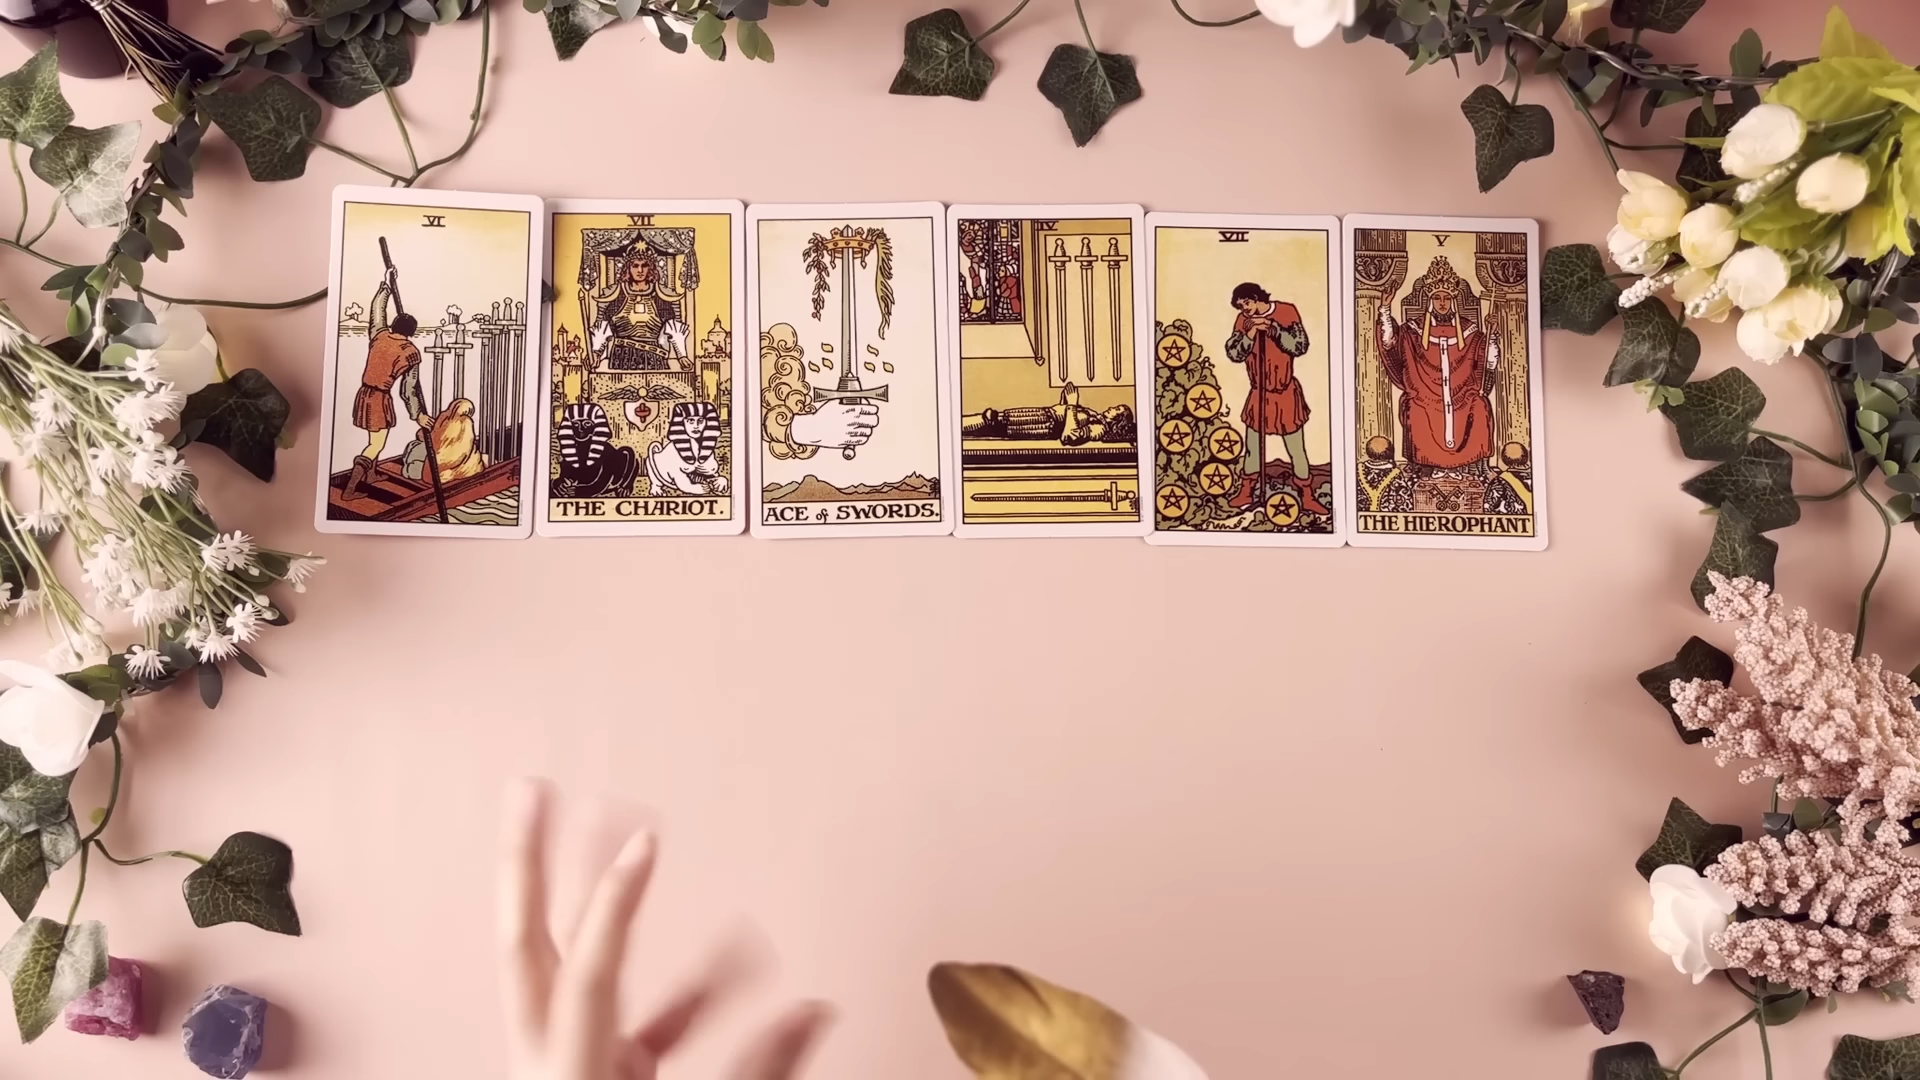 VI
VII
THE CHARIOT.
ACE of SWORDS.
IV
VII
V
THE HIEROPHANT